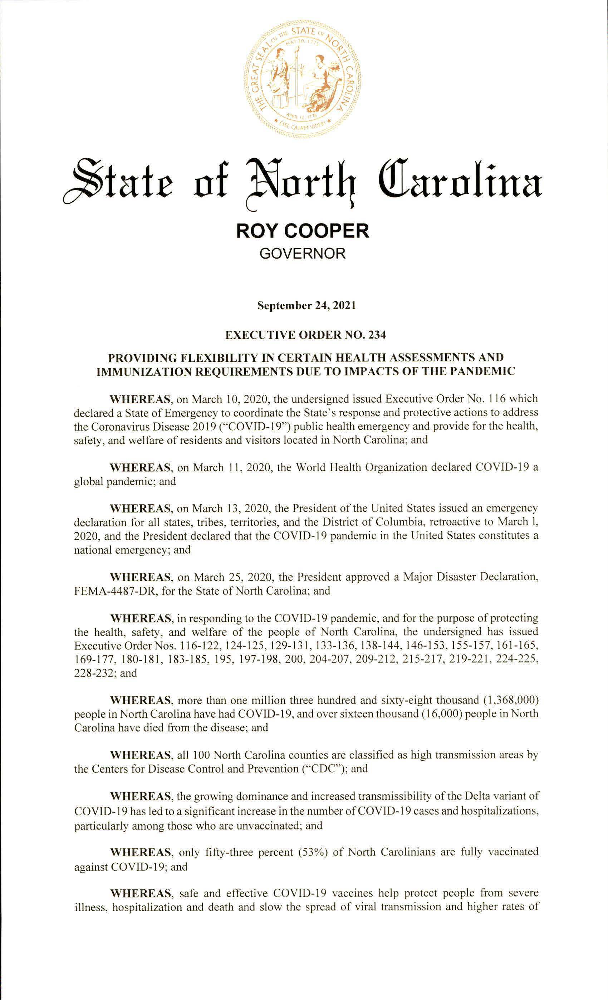 THE GREAT SEAL OF THE STATE OF NORTH CAROLINA
MAY 20, 1775
APRIL 12, 1776
★ ESSE QUAM VIDERI ★
State of North Carolina
ROY COOPER
GOVERNOR
September 24, 2021
EXECUTIVE ORDER NO. 234
PROVIDING FLEXIBILITY IN CERTAIN HEALTH ASSESSMENTS AND
IMMUNIZATION REQUIREMENTS DUE TO IMPACTS OF THE PANDEMIC
WHEREAS, on March 10, 2020, the undersigned issued Executive Order No. 116 which
declared a State of Emergency to coordinate the State's response and protective actions to address
the Coronavirus Disease 2019 (“COVID-19”) public health emergency and provide for the health,
safety, and welfare of residents and visitors located in North Carolina; and
WHEREAS, on March 11, 2020, the World Health Organization declared COVID-19 a
global pandemic; and
WHEREAS, on March 13, 2020, the President of the United States issued an emergency
declaration for all states, tribes, territories, and the District of Columbia, retroactive to March 1,
2020, and the President declared that the COVID-19 pandemic in the United States constitutes a
national emergency; and
WHEREAS, on March 25, 2020, the President approved a Major Disaster Declaration,
FEMA-4487-DR, for the State of North Carolina; and
WHEREAS, in responding to the COVID-19 pandemic, and for the purpose of protecting
the health, safety, and welfare of the people of North Carolina, the undersigned has issued
Executive Order Nos. 116-122, 124-125, 129-131, 133-136, 138-144, 146-153, 155-157, 161-165,
169-177, 180-181, 183-185, 195, 197-198, 200, 204-207, 209-212, 215-217, 219-221, 224-225,
228-232; and
WHEREAS, more than one million three hundred and sixty-eight thousand (1,368,000)
people in North Carolina have had COVID-19, and over sixteen thousand (16,000) people in North
Carolina have died from the disease; and
WHEREAS, all 100 North Carolina counties are classified as high transmission areas by
the Centers for Disease Control and Prevention (“CDC”); and
WHEREAS, the growing dominance and increased transmissibility of the Delta variant of
COVID-19 has led to a significant increase in the number of COVID-19 cases and hospitalizations,
particularly among those who are unvaccinated; and
WHEREAS, only fifty-three percent (53%) of North Carolinians are fully vaccinated
against COVID-19; and
WHEREAS, safe and effective COVID-19 vaccines help protect people from severe
illness, hospitalization and death and slow the spread of viral transmission and higher rates of